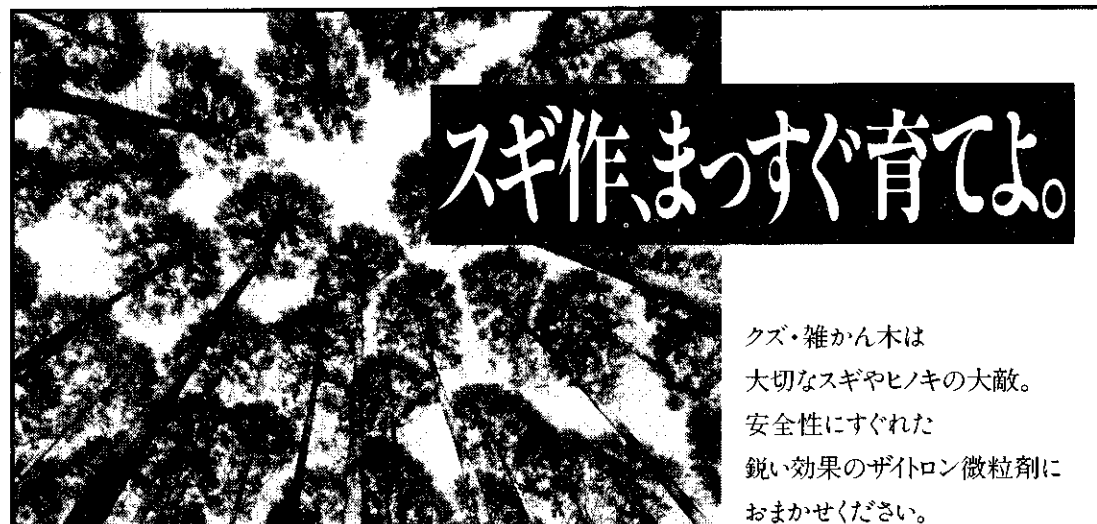 スギ作、まっすぐ育てよ。
クズ・雑かん木は
大切なスギやヒノキの大敵。
安全性にすぐれた
鋭い効果のザイトロン微粒剤に
おまかせください。